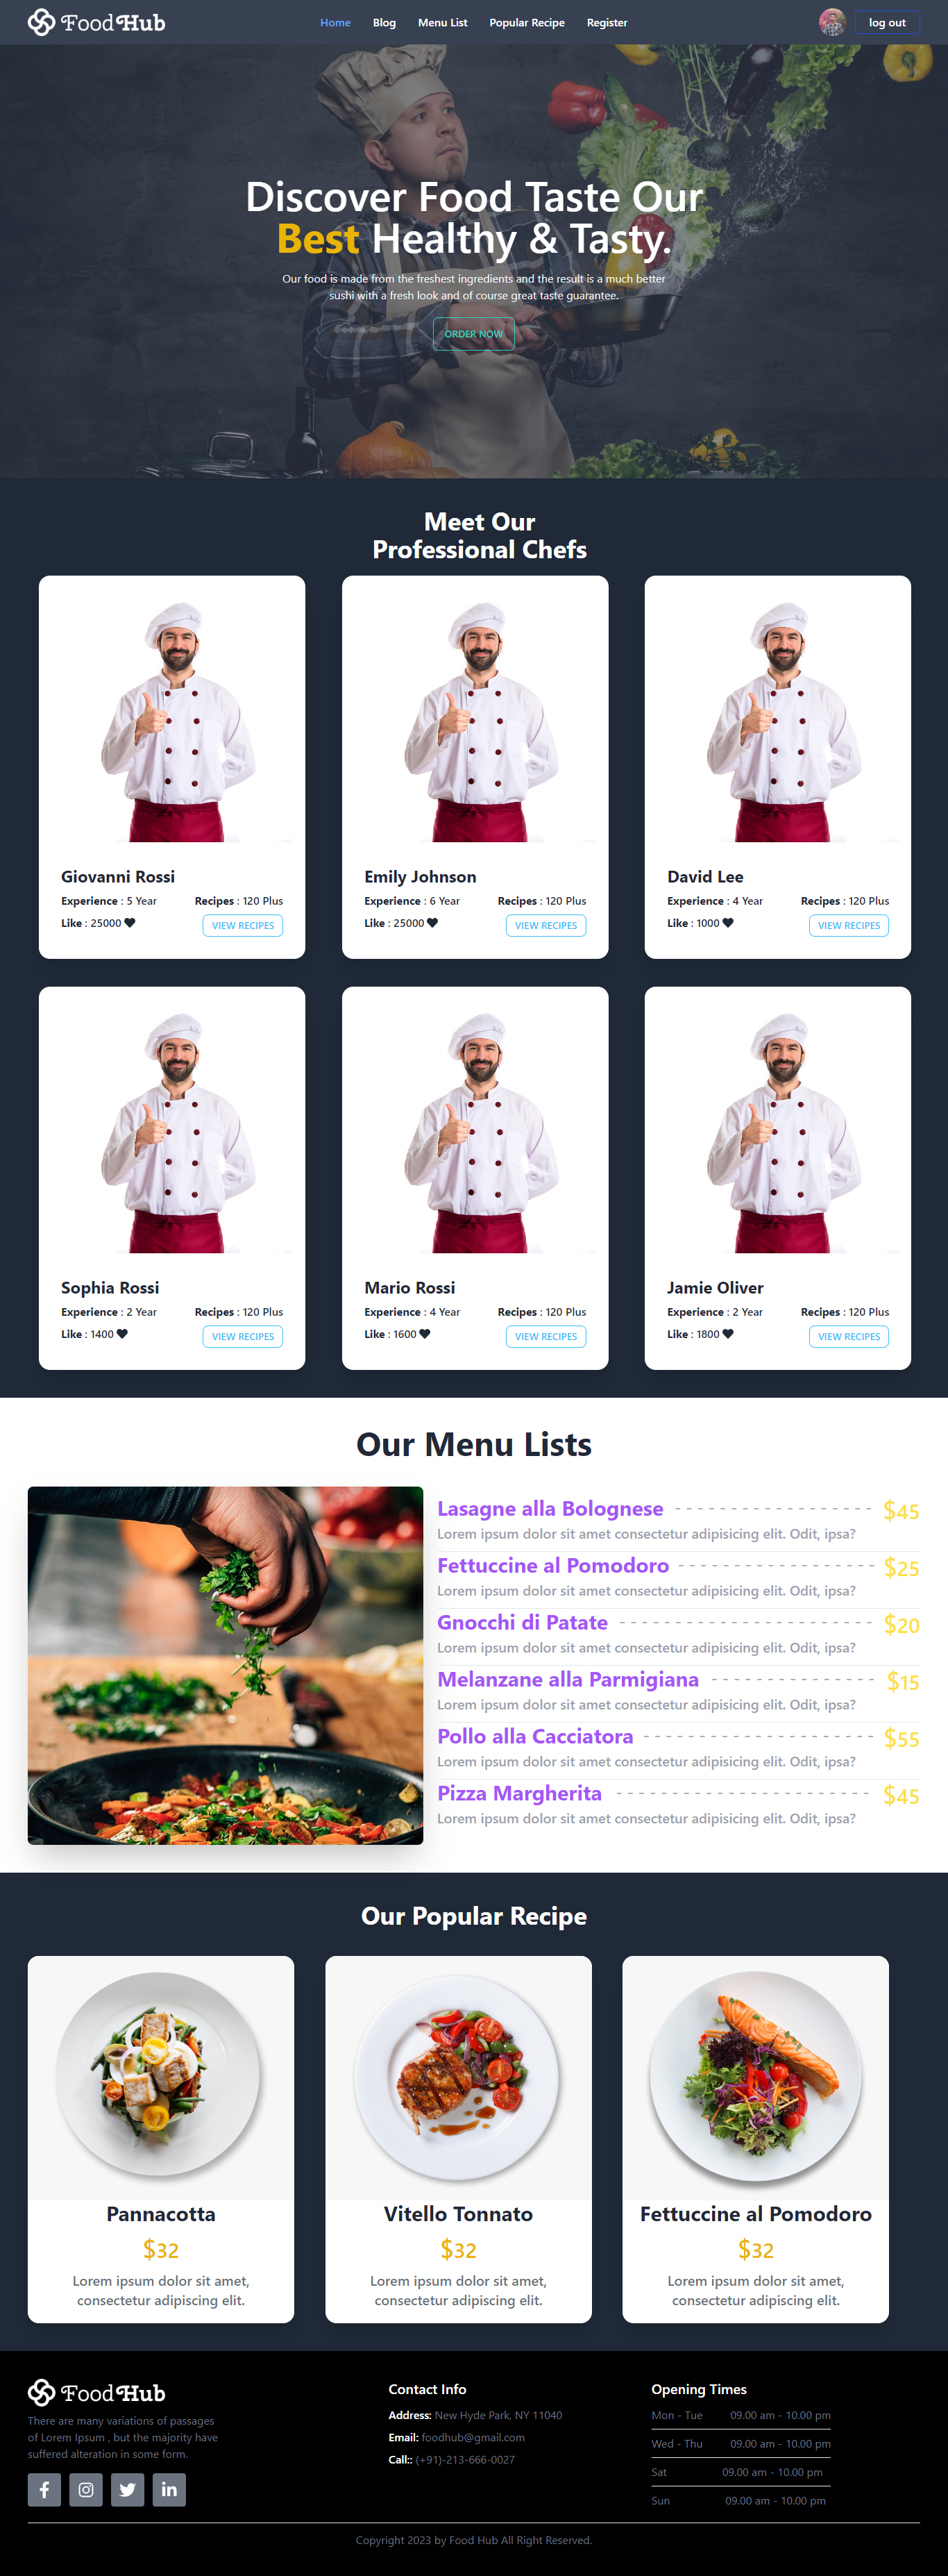 FoodHub
Home Blog Menu List Popular Recipe Register
log out
Discover Food Taste Our
Best Healthy & Tasty.
Our food is made from the freshest ingredients and the result is a much better
sushi with a fresh look and of course great taste guarantee.
ORDER NOW
Meet Our
Professional Chefs
Giovanni Rossi
Experience : 5 Year Recipes : 120 Plus
Like : 25000 VIEW RECIPES
Emily Johnson
Experience : 6 Year Recipes : 120 Plus
Like : 25000 VIEW RECIPES
David Lee
Experience : 4 Year Recipes : 120 Plus
Like : 1000 VIEW RECIPES
Sophia Rossi
Experience : 2 Year Recipes : 120 Plus
Like : 1400 VIEW RECIPES
Mario Rossi
Experience : 4 Year Recipes : 120 Plus
Like : 1600 VIEW RECIPES
Jamie Oliver
Experience : 2 Year Recipes : 120 Plus
Like : 1800 VIEW RECIPES
Our Menu Lists
Lasagne alla Bolognese $45
Lorem ipsum dolor sit amet consectetur adipisicing elit. Odit, ipsa?
Fettuccine al Pomodoro $25
Lorem ipsum dolor sit amet consectetur adipisicing elit. Odit, ipsa?
Gnocchi di Patate $20
Lorem ipsum dolor sit amet consectetur adipisicing elit. Odit, ipsa?
Melanzane alla Parmigiana $15
Lorem ipsum dolor sit amet consectetur adipisicing elit. Odit, ipsa?
Pollo alla Cacciatora $55
Lorem ipsum dolor sit amet consectetur adipisicing elit. Odit, ipsa?
Pizza Margherita $45
Lorem ipsum dolor sit amet consectetur adipisicing elit. Odit, ipsa?
Our Popular Recipe
Pannacotta
$32
Lorem ipsum dolor sit amet,
consectetur adipiscing elit.
Vitello Tonnato
$32
Lorem ipsum dolor sit amet,
consectetur adipiscing elit.
Fettuccine al Pomodoro
$32
Lorem ipsum dolor sit amet,
consectetur adipiscing elit.
FoodHub
There are many variations of passages
of Lorem Ipsum , but the majority have
suffered alteration in some form.
Contact Info
Address: New Hyde Park, NY 11040
Email: foodhub@gmail.com
Call:: (+91)-213-666-0027
Opening Times
Mon - Tue 09.00 am - 10.00 pm
Wed - Thu 09.00 am - 10.00 pm
Sat 09.00 am - 10.00 pm
Sun 09.00 am - 10.00 pm
Copyright 2023 by Food Hub All Right Reserved.